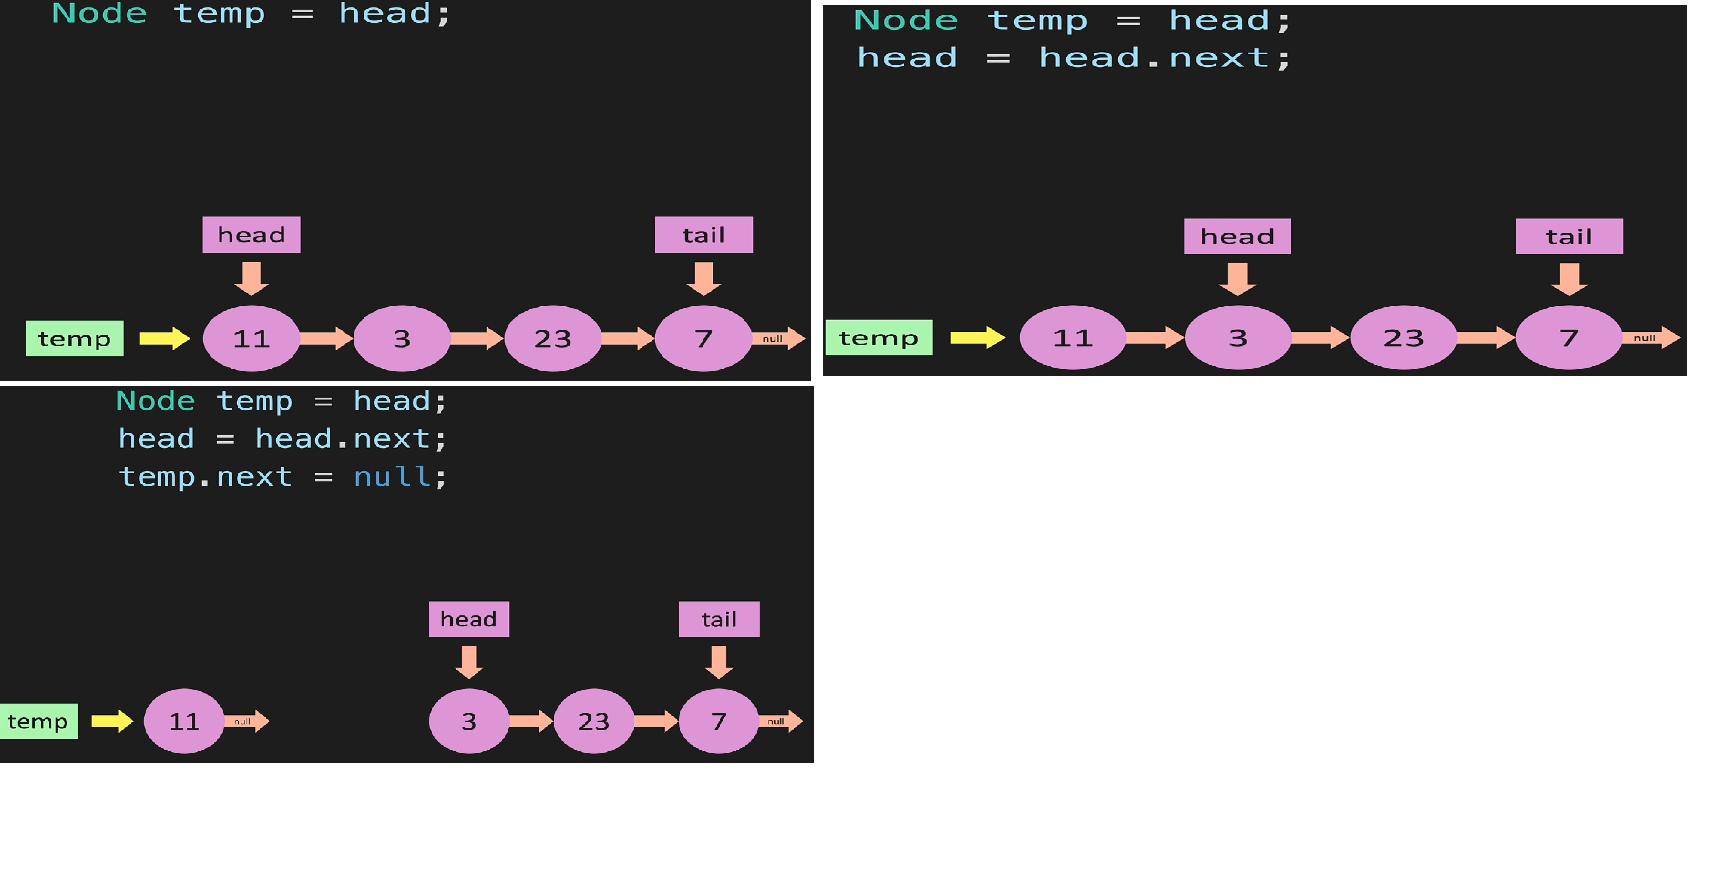 Node temp = head;
head tail
temp 11 3 23 7 null
Node temp = head;
head = head.next;
head tail
temp 11 3 23 7 null
Node temp = head;
head = head.next;
temp.next = null;
head tail
temp 11 null 3 23 7 null